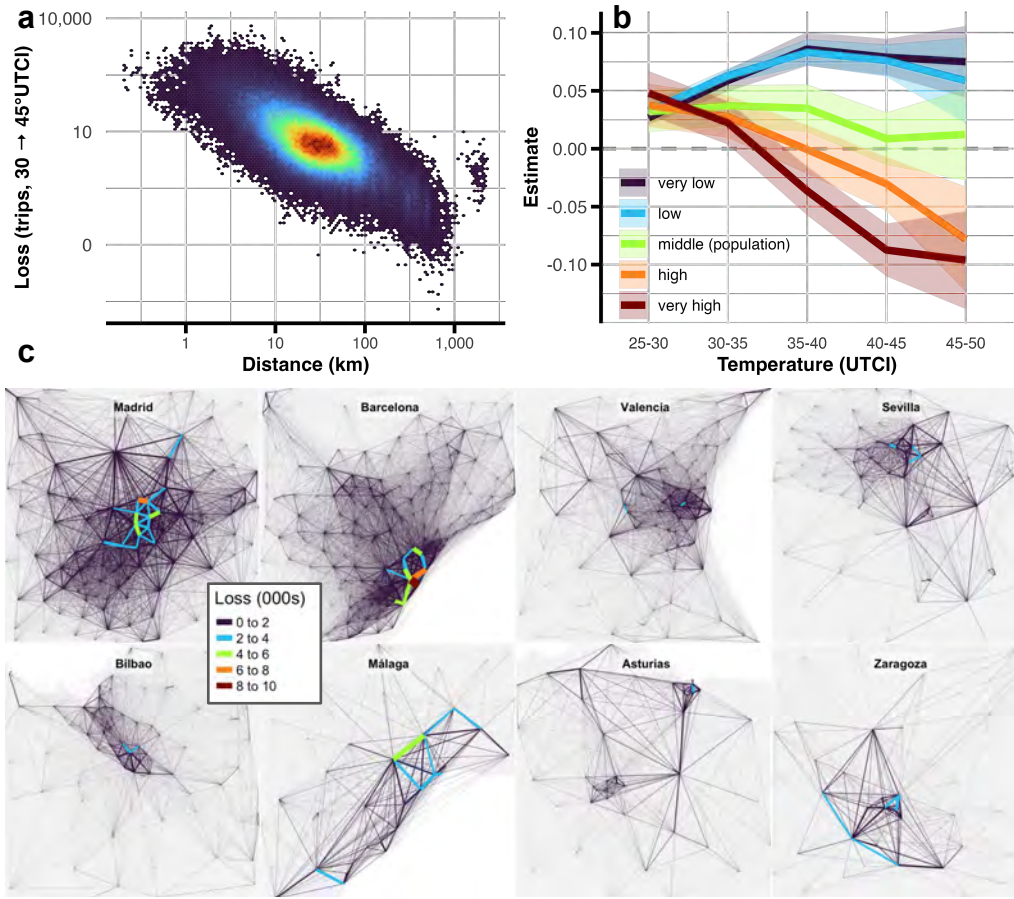 a
10,000
10
0
Loss (trips, 30 → 45°UTCI)
1
10
100
1,000
Distance (km)
b
0.10
0.05
0.00
-0.05
-0.10
Estimate
very low
low
middle (population)
high
very high
25-30
30-35
35-40
40-45
45-50
Temperature (UTCI)
c
Madrid
Barcelona
Valencia
Sevilla
Loss (000s)
0 to 2
2 to 4
4 to 6
6 to 8
8 to 10
Bilbao
Málaga
Asturias
Zaragoza